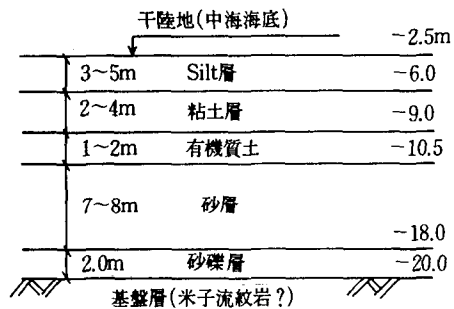 干陸地(中海海底)
-2.5m
3~5m Silt層 -6.0
2~4m 粘土層 -9.0
1~2m 有機質土 -10.5
7~8m 砂層
-18.0
2.0m 砂礫層 -20.0
基盤層(米子流紋岩?)